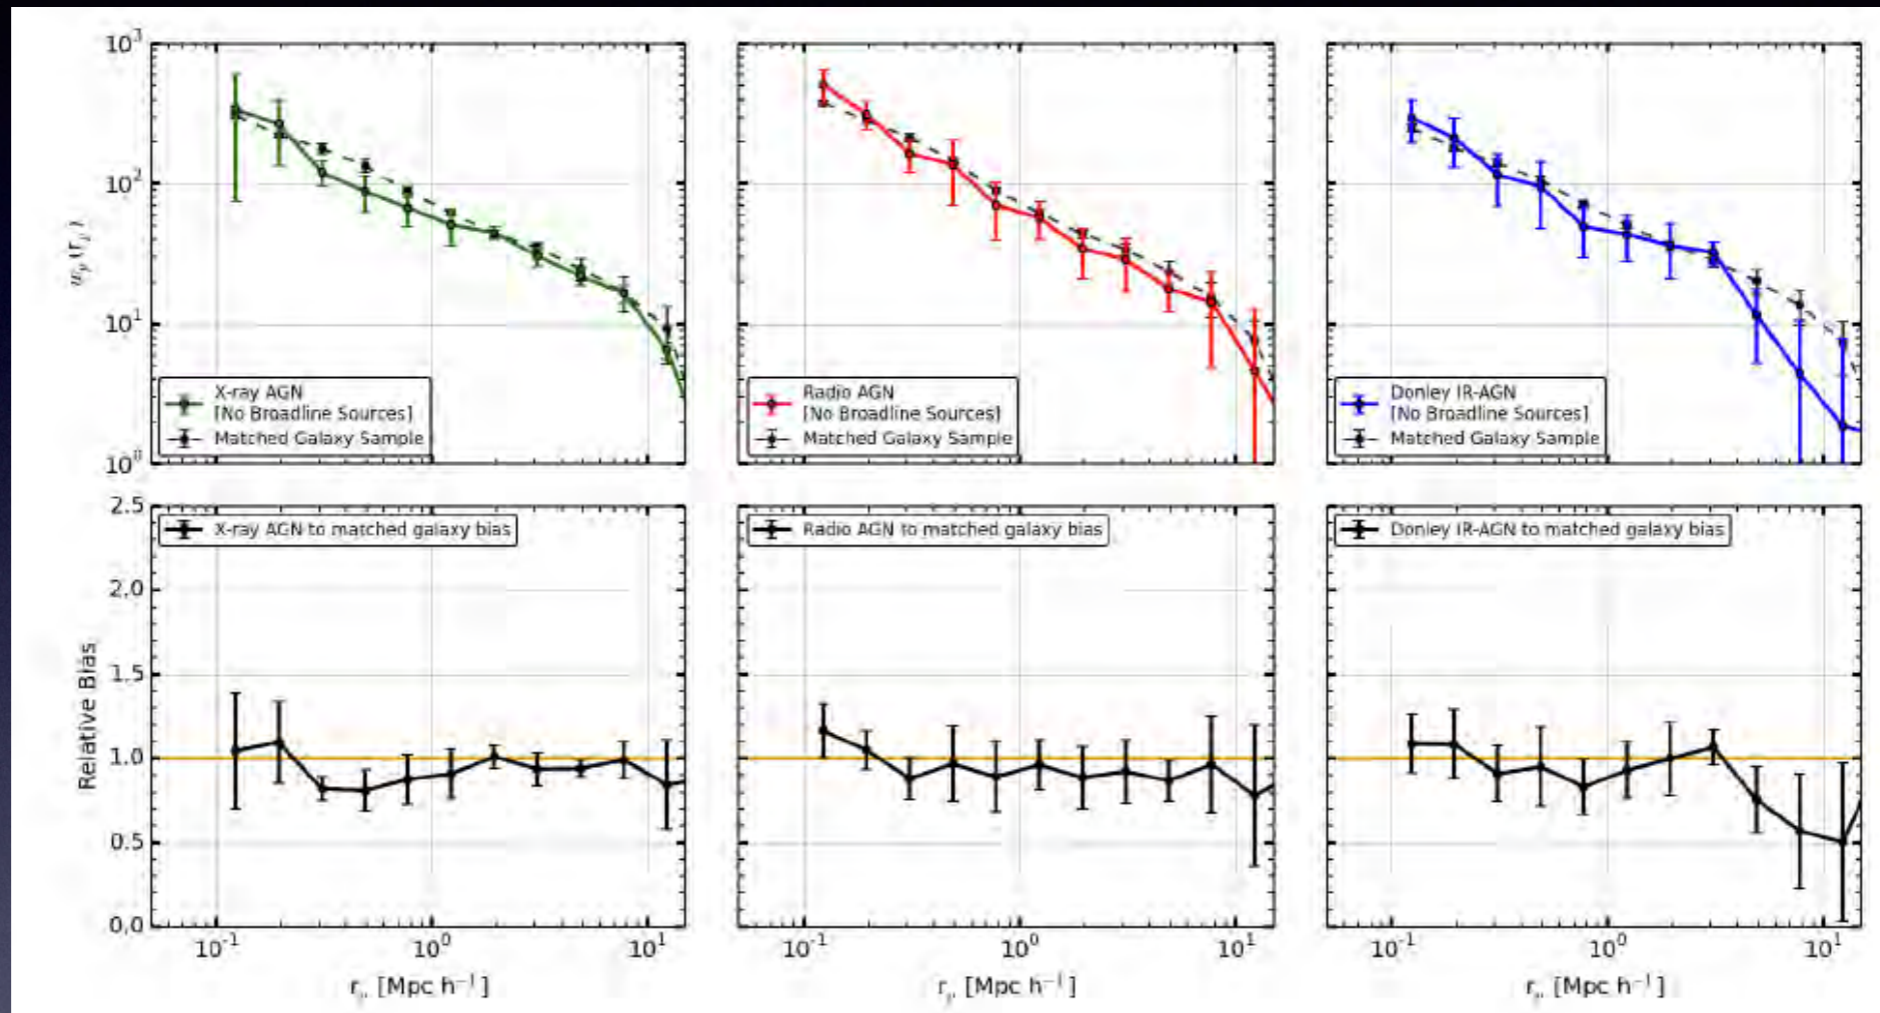 10³
10²
10¹
10⁰
X-ray AGN
[No Broadline Sources]
Matched Galaxy Sample
Radio AGN
[No Broadline Sources]
Matched Galaxy Sample
Donley IR-AGN
[No Broadline Sources]
Matched Galaxy Sample
Relative Bias
2.5
2.0
1.5
1.0
0.5
0.0
X-ray AGN to matched galaxy bias
Radio AGN to matched galaxy bias
Donley IR-AGN to matched galaxy bias
10⁻¹ 10⁰ 10¹
10⁻¹ 10⁰ 10¹
10⁻¹ 10⁰ 10¹
[Mpc h⁻¹]
[Mpc h⁻¹]
[Mpc h⁻¹]